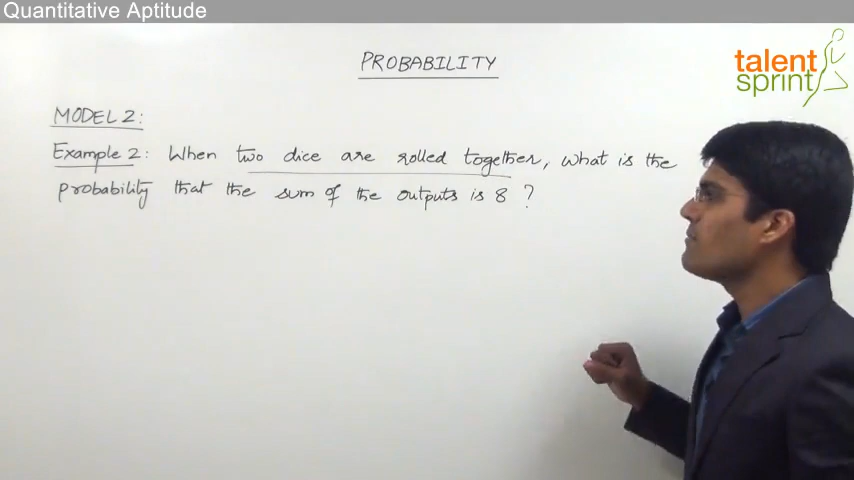 Quantitative Aptitude
PROBABILITY
talent
sprint
MODEL 2:
Example 2: When two dice are rolled together, what is the
probability that the sum of the outputs is 8 ?